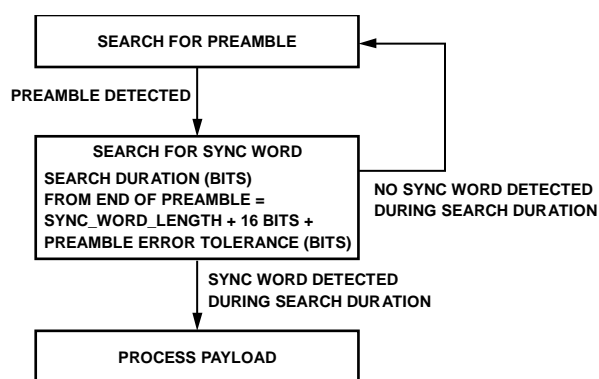 SEARCH FOR PREAMBLE
PREAMBLE DETECTED
SEARCH FOR SYNC WORD
SEARCH DURATION (BITS)
FROM END OF PREAMBLE =
SYNC_WORD_LENGTH + 16 BITS +
PREAMBLE ERROR TOLERANCE (BITS)
NO SYNC WORD DETECTED
DURING SEARCH DURATION
SYNC WORD DETECTED
DURING SEARCH DURATION
PROCESS PAYLOAD